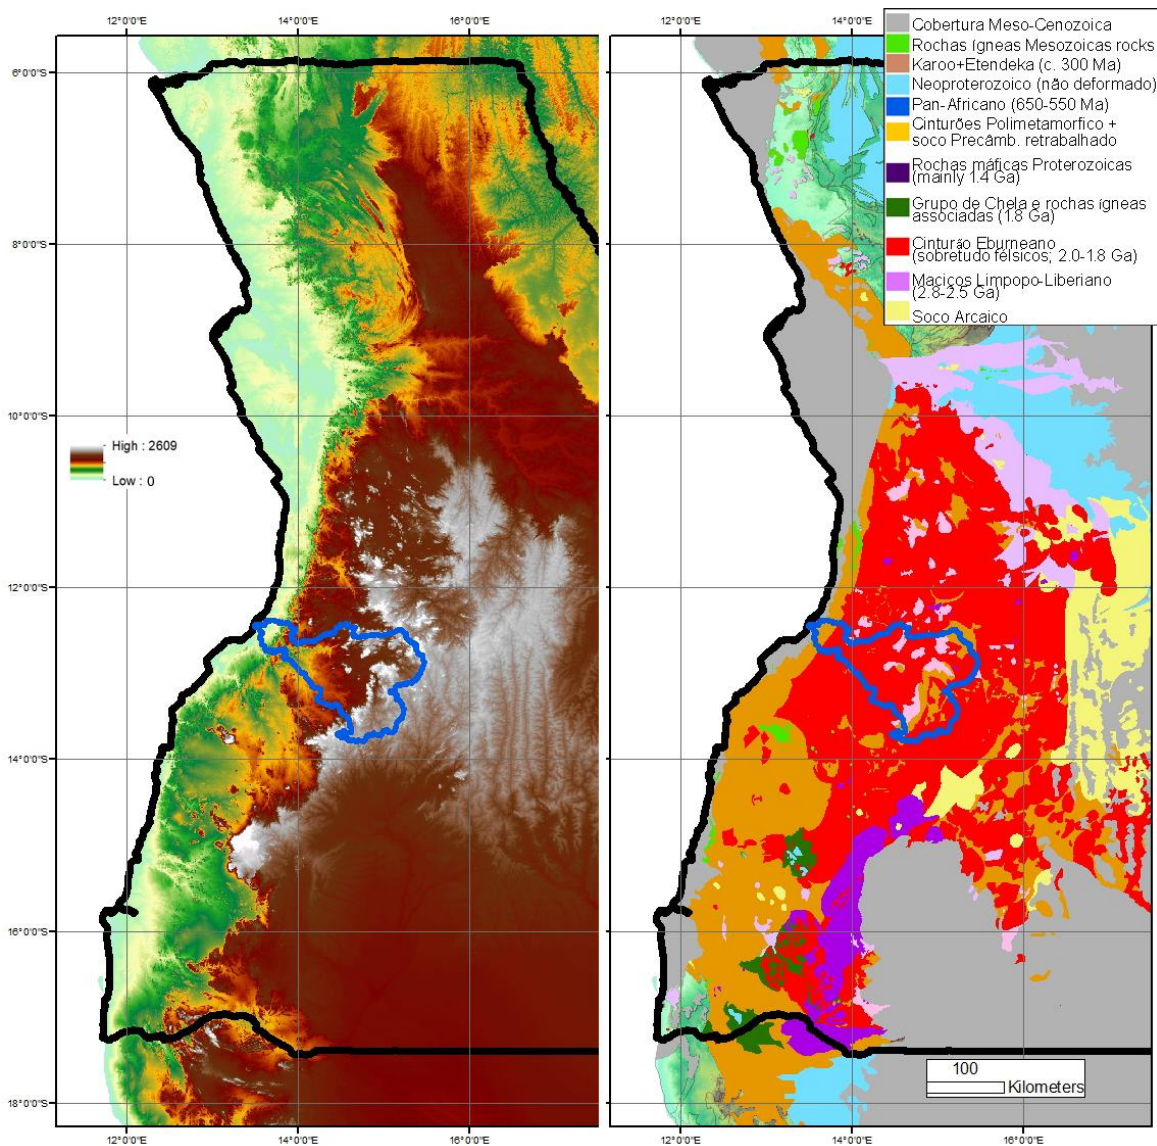 12°0'0"E 14°0'0"E 16°0'0"E
12°0'0"E 14°0'0"E
6°0'0"S
8°0'0"S
10°0'0"S
12°0'0"S
14°0'0"S
16°0'0"S
18°0'0"S
High : 2609
Low : 0
Cobertura Meso-Cenozoica
Rochas ígneas Mesozoicas rocks
Karoo+Etendeka (c. 300 Ma)
Neoproterozoico (não deformado)
Pan-Africano (650-550 Ma)
Cinturões Polimetamorfico +
soco Precâmb. retrabalhado
Rochas máficas Proterozoicas
(mainly 1.4 Ga)
Grupo de Chela e rochas ígneas
associadas (1.8 Ga)
Cinturão Eburneano
(sobretudo félsicos; 2.0-1.8 Ga)
Maciços Limpopo-Liberiano
(2.8-2.5 Ga)
Soco Arcaico
100
Kilometers
12°0'0"E 14°0'0"E 16°0'0"E
12°0'0"E 14°0'0"E 16°0'0"E